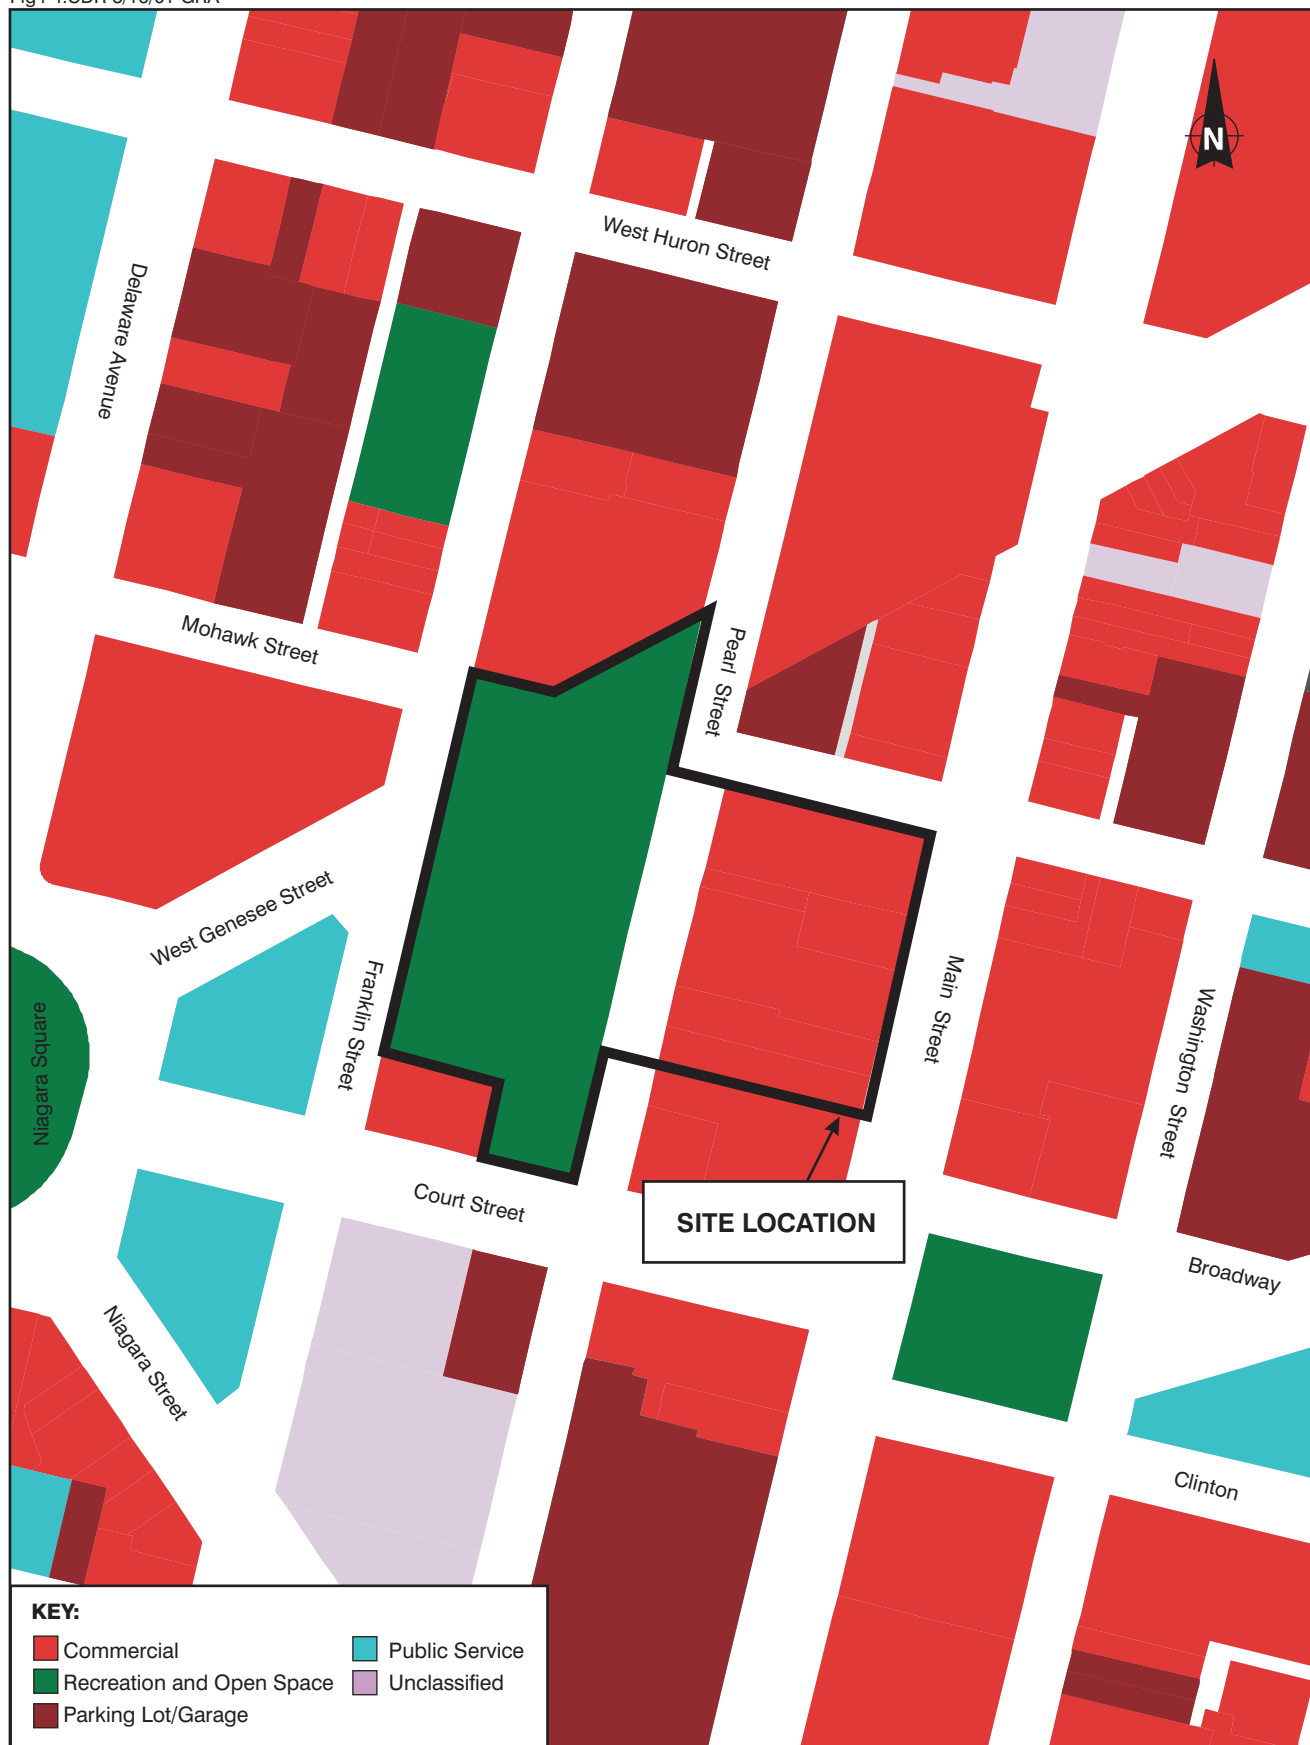 N
West Huron Street
Delaware Avenue
Mohawk Street
Pearl Street
West Genesee Street
Franklin Street
Main Street
Washington Street
Niagara Square
Court Street
SITE LOCATION
Broadway
Niagara Street
Clinton
KEY:
Commercial
Public Service
Recreation and Open Space
Unclassified
Parking Lot/Garage